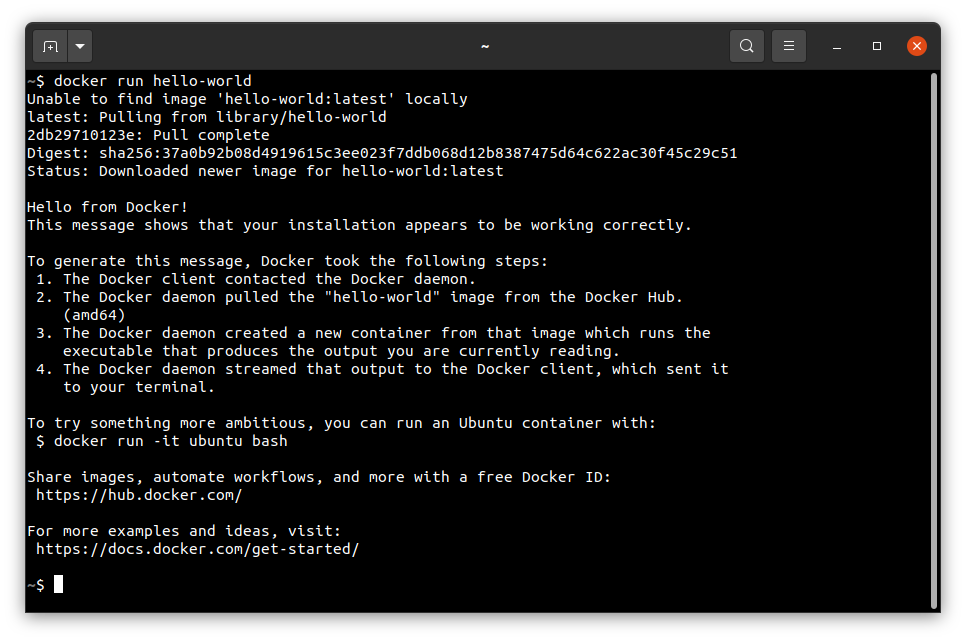 ~
~$ docker run hello-world
Unable to find image 'hello-world:latest' locally
latest: Pulling from library/hello-world
2db29710123e: Pull complete
Digest: sha256:37a0b92b08d4919615c3ee023f7ddb068d12b8387475d64c622ac30f45c29c51
Status: Downloaded newer image for hello-world:latest

Hello from Docker!
This message shows that your installation appears to be working correctly.

To generate this message, Docker took the following steps:
 1. The Docker client contacted the Docker daemon.
 2. The Docker daemon pulled the "hello-world" image from the Docker Hub.
    (amd64)
 3. The Docker daemon created a new container from that image which runs the
    executable that produces the output you are currently reading.
 4. The Docker daemon streamed that output to the Docker client, which sent it
    to your terminal.

To try something more ambitious, you can run an Ubuntu container with:
 $ docker run -it ubuntu bash

Share images, automate workflows, and more with a free Docker ID:
 https://hub.docker.com/

For more examples and ideas, visit:
 https://docs.docker.com/get-started/

~$